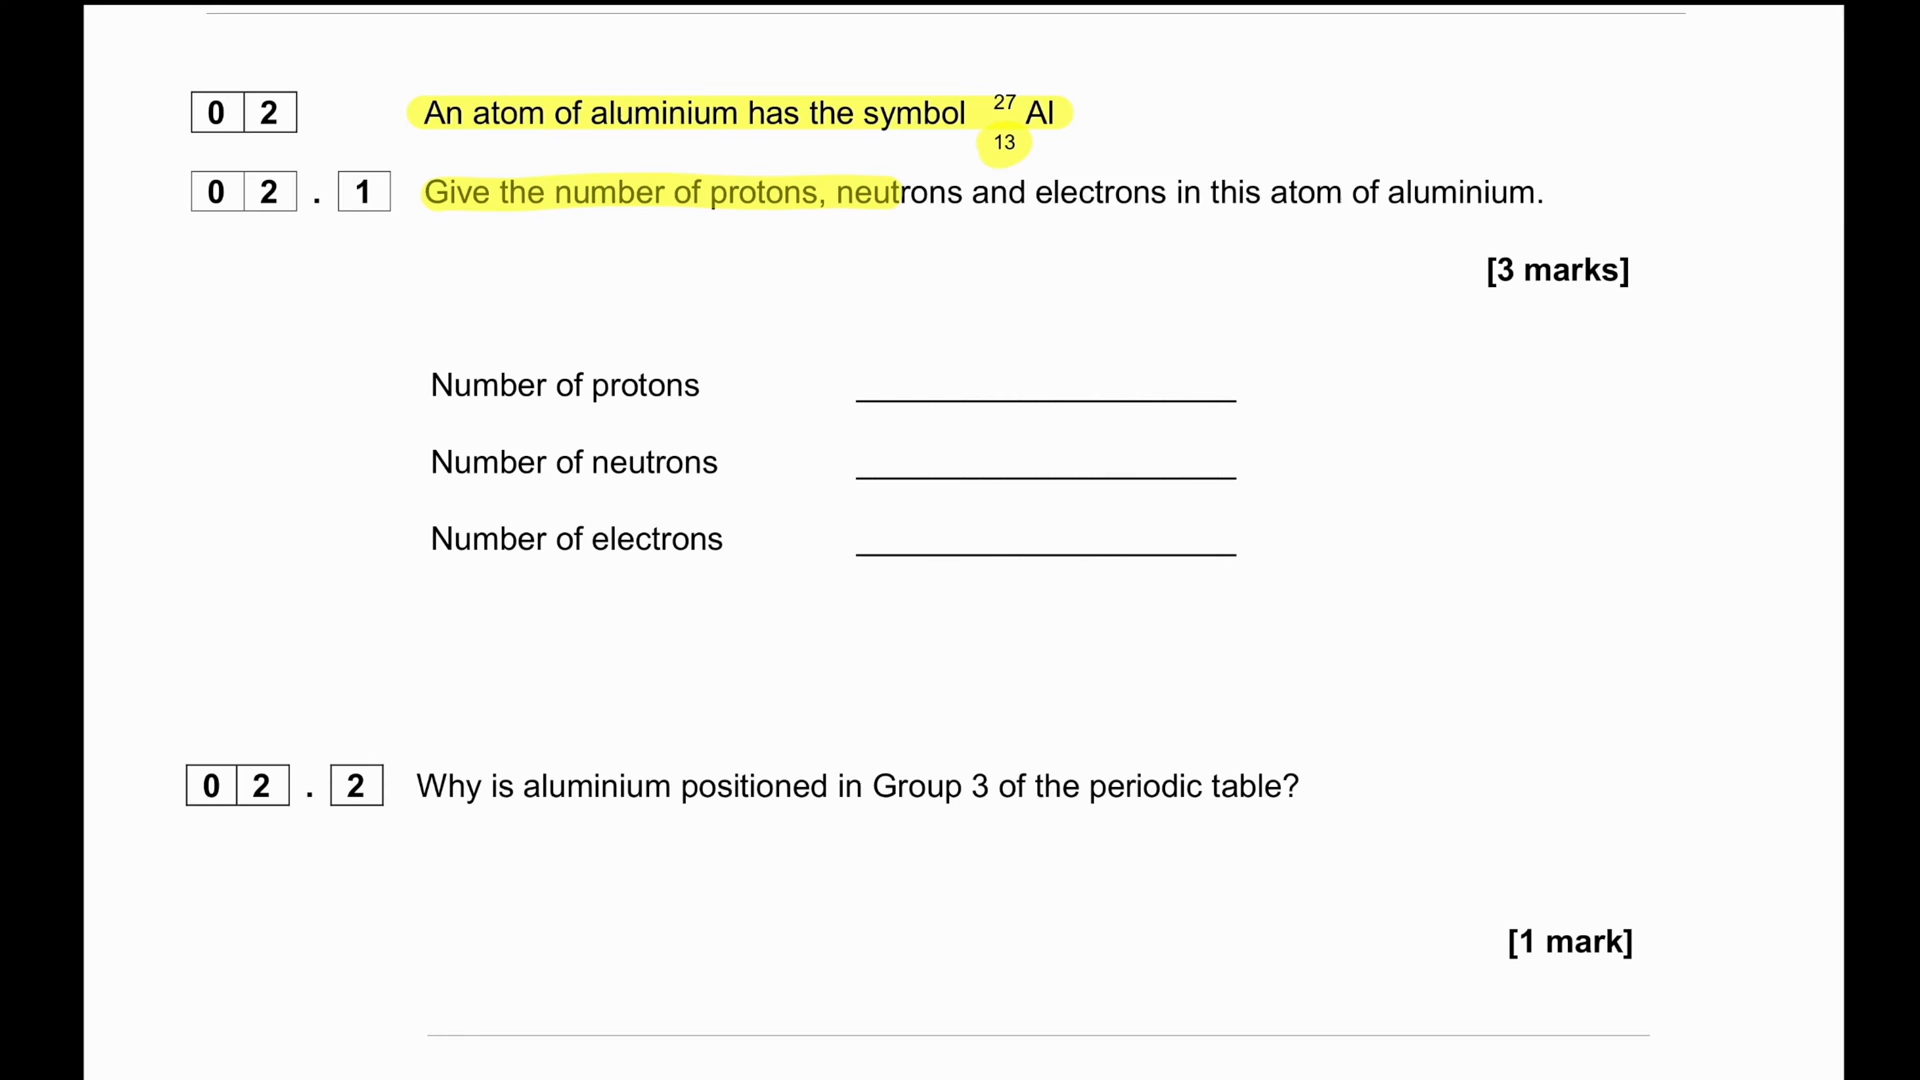 0 2 An atom of aluminium has the symbol 27 Al
13
0 2 . 1 Give the number of protons, neutrons and electrons in this atom of aluminium.
[3 marks]
Number of protons
Number of neutrons
Number of electrons
0 2 . 2 Why is aluminium positioned in Group 3 of the periodic table?
[1 mark]